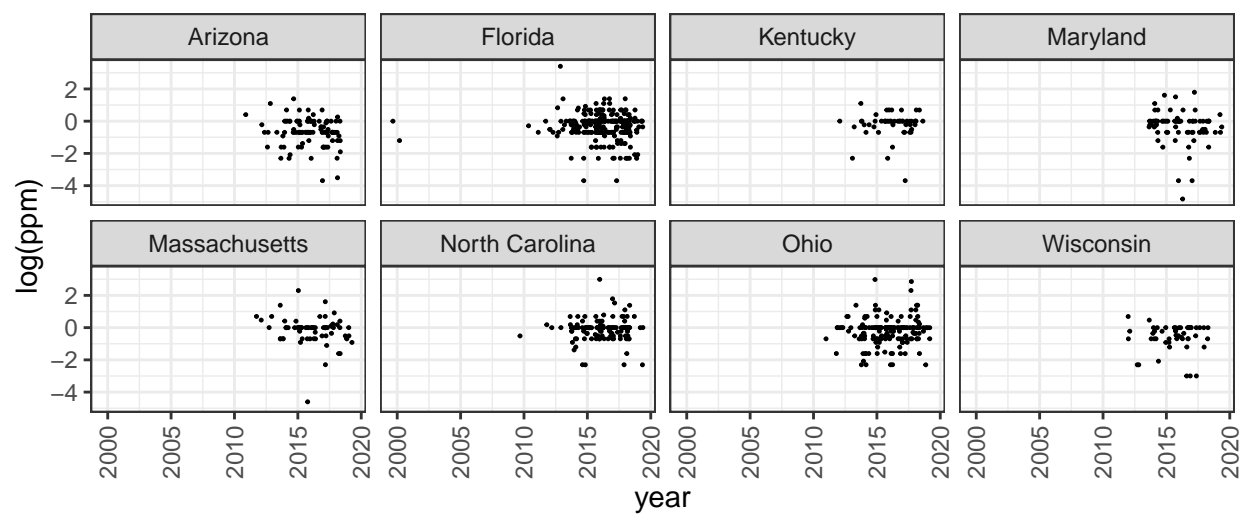 Arizona Florida Kentucky Maryland
2
0
−2
−4
Massachusetts North Carolina Ohio Wisconsin
2
0
−2
−4
log(ppm)
2000 2005 2010 2015 2020 2000 2005 2010 2015 2020 2000 2005 2010 2015 2020 2000 2005 2010 2015 2020
year